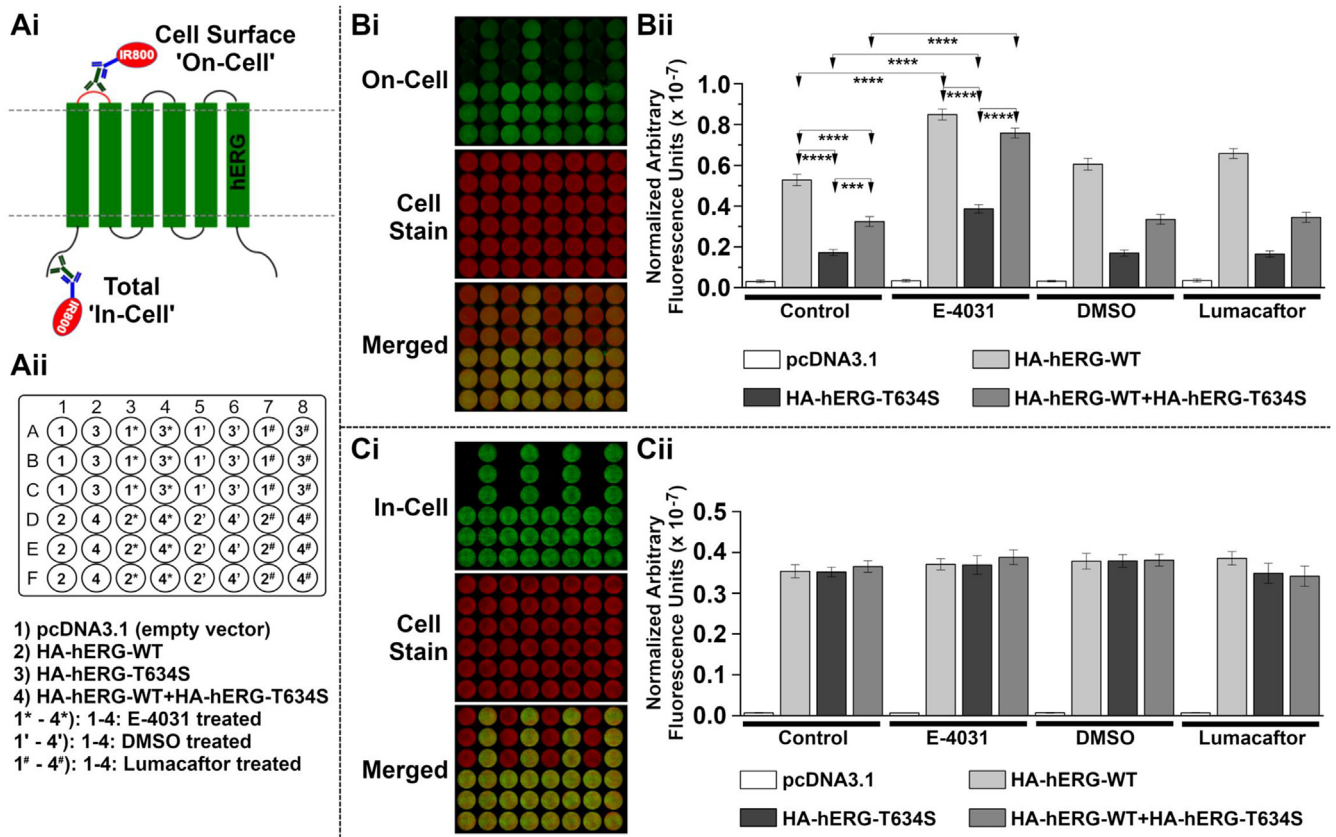 Ai
Cell Surface
'On-Cell'
IR800
hERG
Total
'In-Cell'
IR800
Aii
1 2 3 4 5 6 7 8
A 1 3 1* 3* 1’ 3’ 1# 3#
B 1 3 1* 3* 1’ 3’ 1# 3#
C 1 3 1* 3* 1’ 3’ 1# 3#
D 2 4 2* 4* 2’ 4’ 2# 4#
E 2 4 2* 4* 2’ 4’ 2# 4#
F 2 4 2* 4* 2’ 4’ 2# 4#
1) pcDNA3.1 (empty vector)
2) HA-hERG-WT
3) HA-hERG-T634S
4) HA-hERG-WT+HA-hERG-T634S
1* - 4*): 1-4: E-4031 treated
1' - 4'): 1-4: DMSO treated
1# - 4#): 1-4: Lumacaftor treated
Bi
On-Cell
Cell
Stain
Merged
Bii
Normalized Arbitrary
Fluorescence Units (x 10-7)
1.0
0.8
0.6
0.4
0.2
0.0
****
****
****
**** ****
****
****
***
Control E-4031 DMSO Lumacaftor
pcDNA3.1 HA-hERG-WT
HA-hERG-T634S HA-hERG-WT+HA-hERG-T634S
Ci
In-Cell
Cell
Stain
Merged
Cii
Normalized Arbitrary
Fluorescence Units (x 10-7)
0.5
0.4
0.3
0.2
0.1
0.0
Control E-4031 DMSO Lumacaftor
pcDNA3.1 HA-hERG-WT
HA-hERG-T634S HA-hERG-WT+HA-hERG-T634S